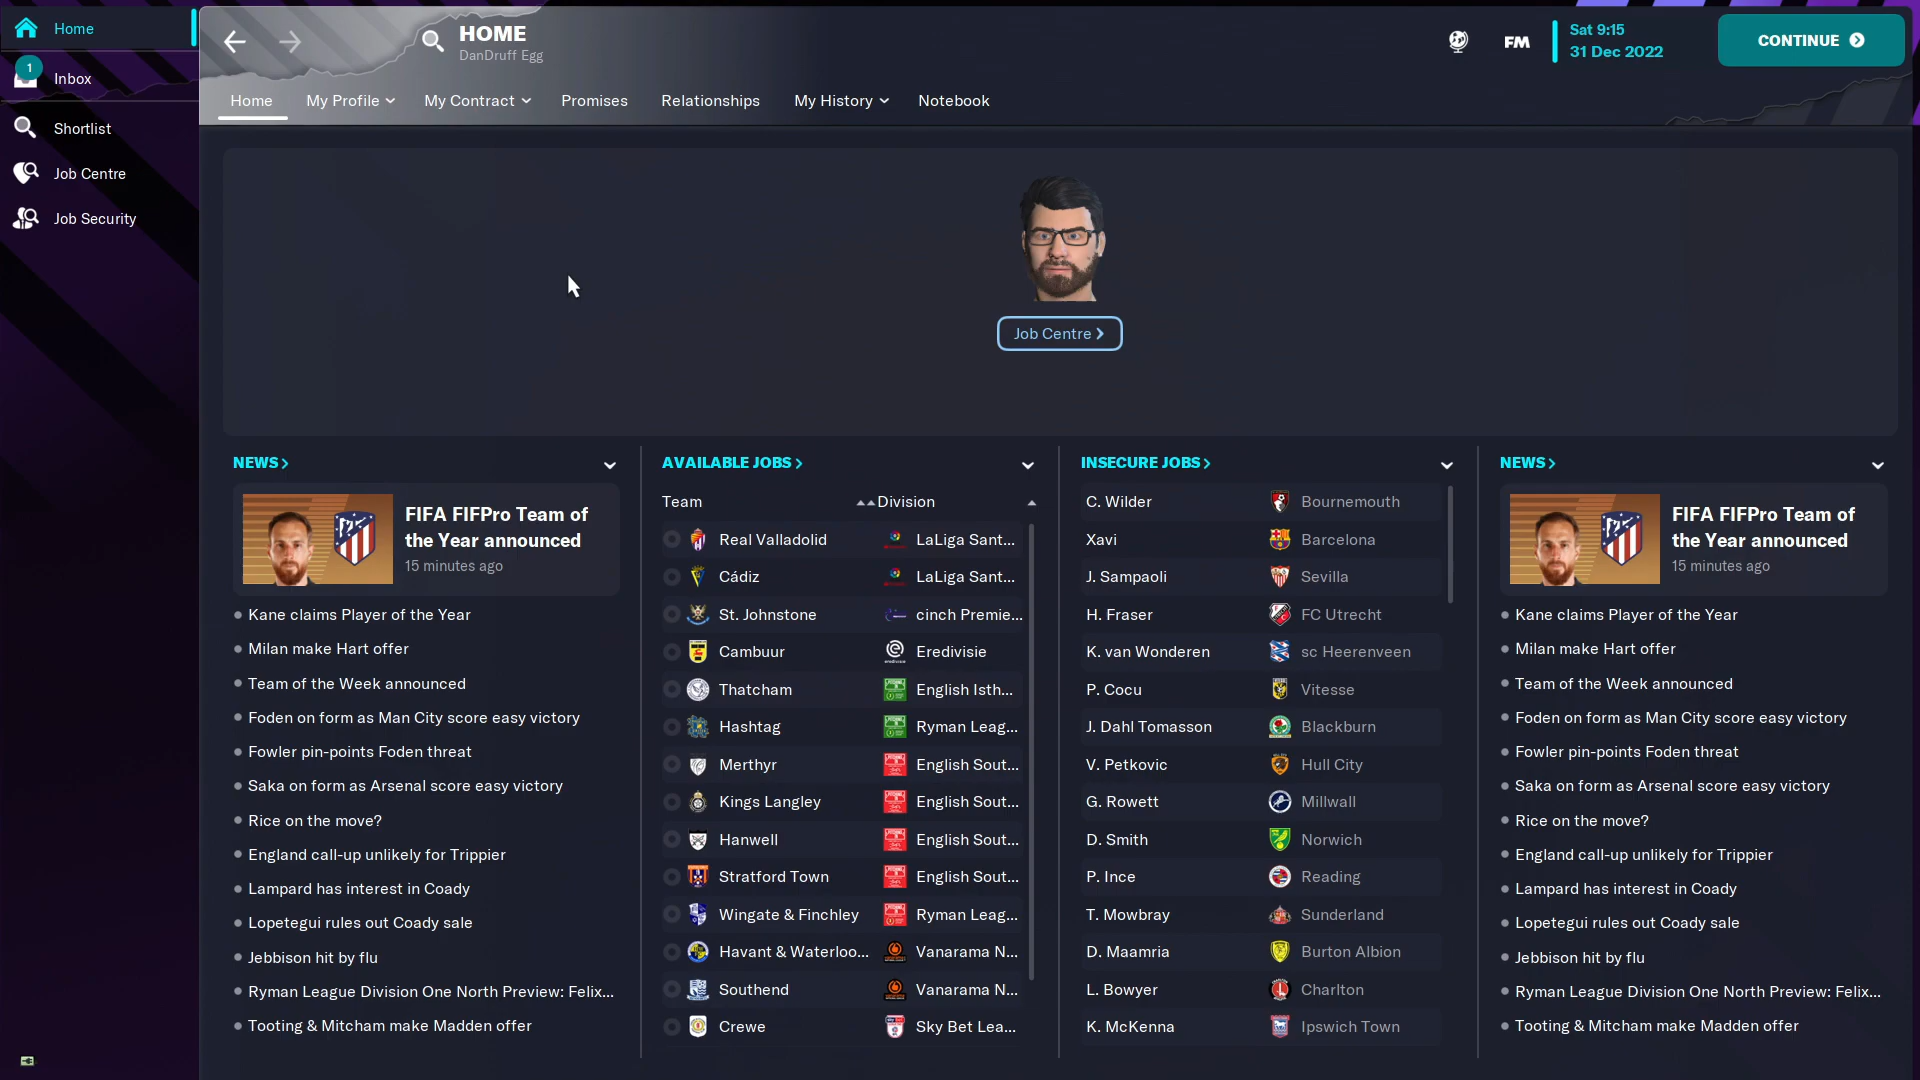 Home
1
Inbox
Shortlist
Job Centre
Job Security
HOME
DanDruff Egg
FM
Sat 9:15
31 Dec 2022
CONTINUE
Home
My Profile
My Contract
Promises
Relationships
My History
Notebook
Job Centre
NEWS
FIFA FIFPro Team of
the Year announced
15 minutes ago
Kane claims Player of the Year
Milan make Hart offer
Team of the Week announced
Foden on form as Man City score easy victory
Fowler pin-points Foden threat
Saka on form as Arsenal score easy victory
Rice on the move?
England call-up unlikely for Trippier
Lampard has interest in Coady
Lopetegui rules out Coady sale
Jebbison hit by flu
Ryman League Division One North Preview: Felix...
Tooting & Mitcham make Madden offer
AVAILABLE JOBS
Team Division
Real Valladolid LaLiga Sant...
Cádiz LaLiga Sant...
St. Johnstone cinch Premie...
Cambuur Eredivisie
Thatcham English Isth...
Hashtag Ryman Leag...
Merthyr English Sout...
Kings Langley English Sout...
Hanwell English Sout...
Stratford Town English Sout...
Wingate & Finchley Ryman Leag...
Havant & Waterloo... Vanarama N...
Southend Vanarama N...
Crewe Sky Bet Lea...
INSECURE JOBS
C. Wilder Bournemouth
Xavi Barcelona
J. Sampaoli Sevilla
H. Fraser FC Utrecht
K. van Wonderen sc Heerenveen
P. Cocu Vitesse
J. Dahl Tomasson Blackburn
V. Petkovic Hull City
G. Rowett Millwall
D. Smith Norwich
P. Ince Reading
T. Mowbray Sunderland
D. Maamria Burton Albion
L. Bowyer Charlton
K. McKenna Ipswich Town
NEWS
FIFA FIFPro Team of
the Year announced
15 minutes ago
Kane claims Player of the Year
Milan make Hart offer
Team of the Week announced
Foden on form as Man City score easy victory
Fowler pin-points Foden threat
Saka on form as Arsenal score easy victory
Rice on the move?
England call-up unlikely for Trippier
Lampard has interest in Coady
Lopetegui rules out Coady sale
Jebbison hit by flu
Ryman League Division One North Preview: Felix...
Tooting & Mitcham make Madden offer